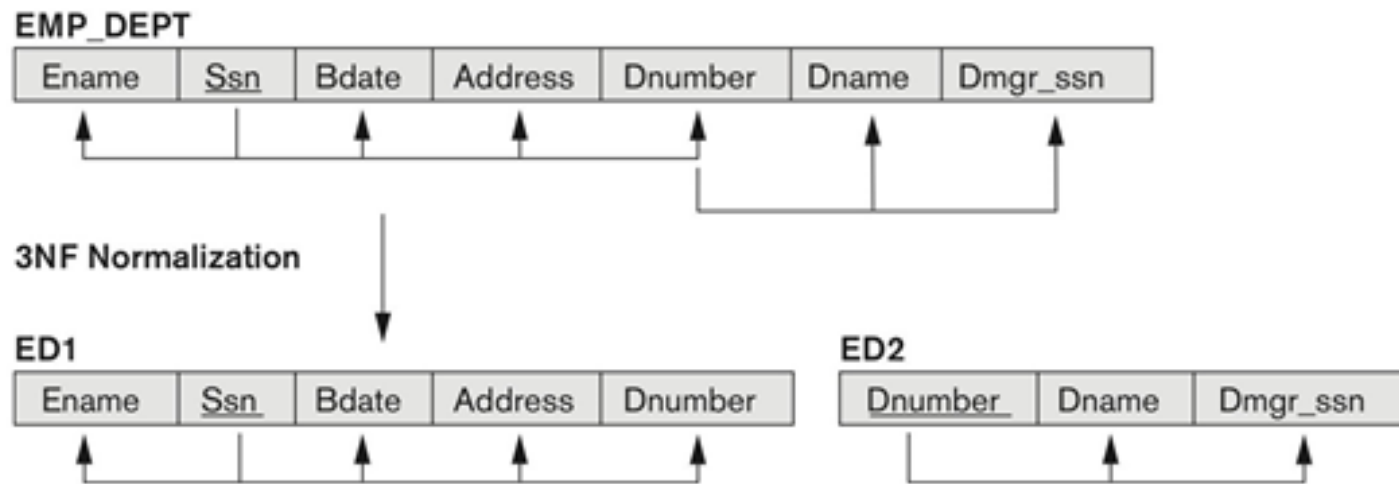 EMP_DEPT
Ename Ssn Bdate Address Dnumber Dname Dmgr_ssn
3NF Normalization
ED1 ED2
Ename Ssn Bdate Address Dnumber Dnumber Dname Dmgr_ssn